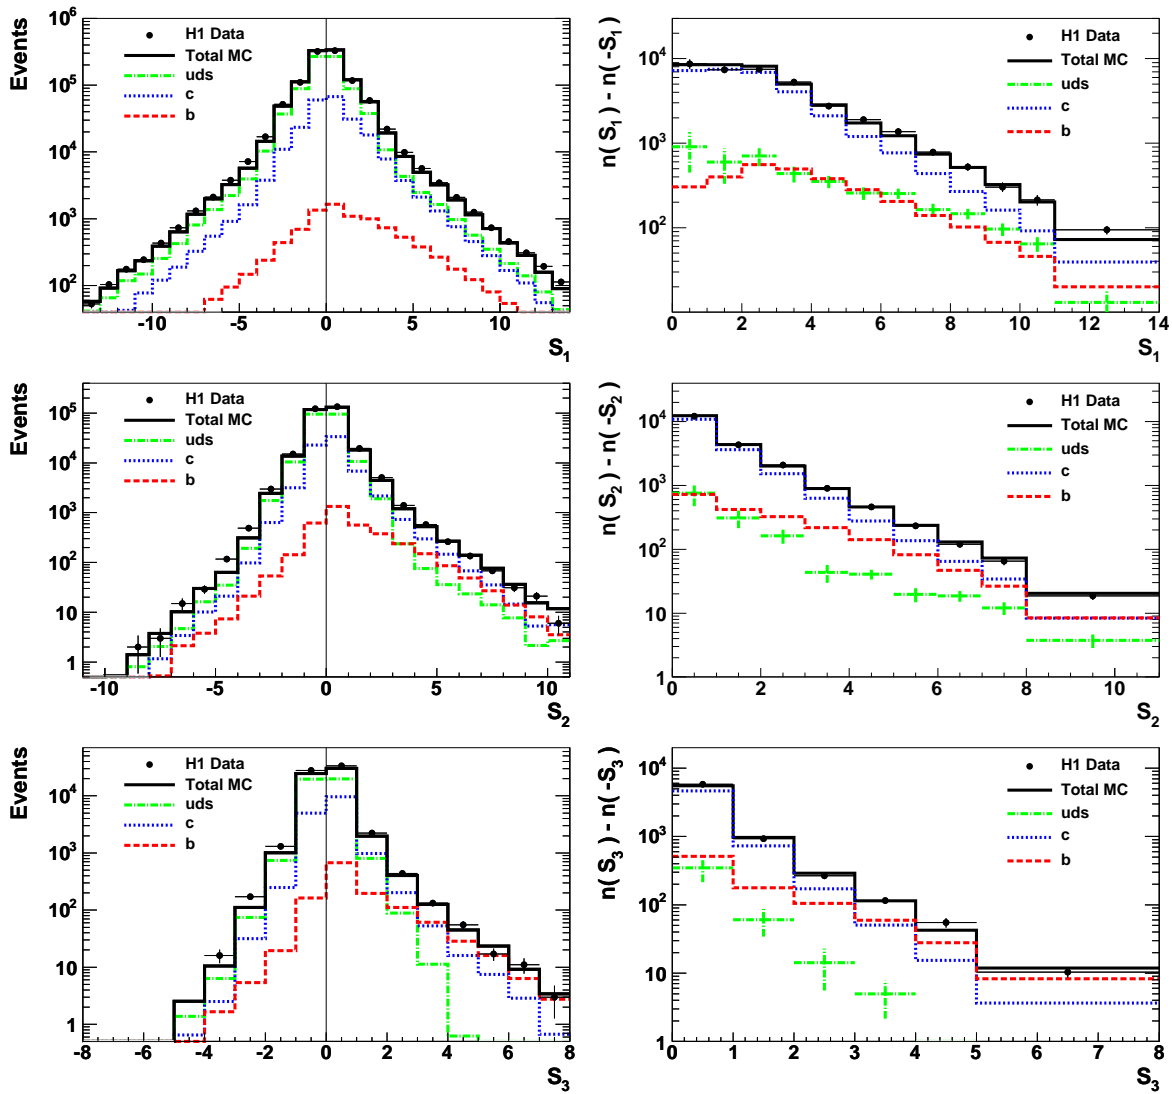 Events
10^6
10^5
10^4
10^3
10^2
H1 Data
Total MC
uds
c
b
-10 -5 0 5 10
S_1
n( S_1 ) - n( -S_1 )
10^4
10^3
10^2
H1 Data
Total MC
uds
c
b
0 2 4 6 8 10 12 14
S_1
Events
10^5
10^4
10^3
10^2
10
1
H1 Data
Total MC
uds
c
b
-10 -5 0 5 10
S_2
n( S_2 ) - n( -S_2 )
10^4
10^3
10^2
10
1
H1 Data
Total MC
uds
c
b
0 2 4 6 8 10
S_2
Events
10^4
10^3
10^2
10
1
H1 Data
Total MC
uds
c
b
-8 -6 -4 -2 0 2 4 6 8
S_3
n( S_3 ) - n( -S_3 )
10^4
10^3
10^2
10
1
H1 Data
Total MC
uds
c
b
0 1 2 3 4 5 6 7 8
S_3